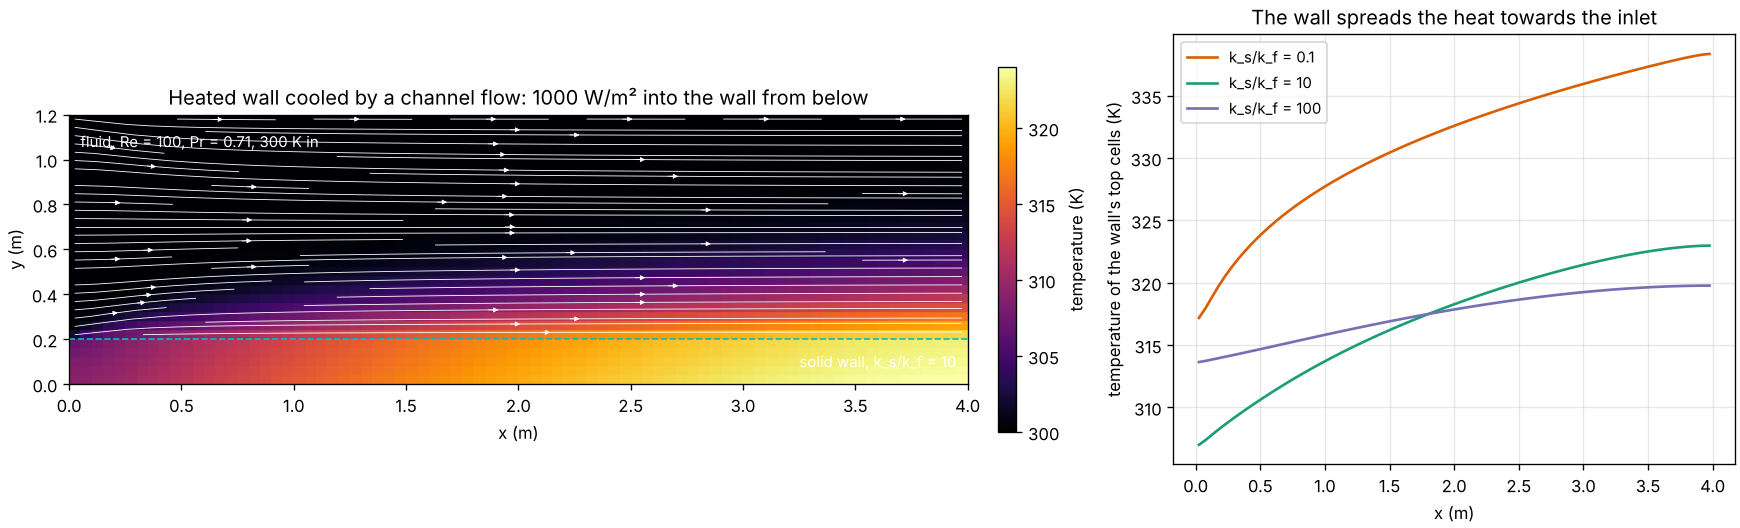 Heated wall cooled by a channel flow: 1000 W/m² into the wall from below
fluid, Re = 100, Pr = 0.71, 300 K in
solid wall, k_s/k_f = 10
y (m)
1.2
1.0
0.8
0.6
0.4
0.2
0.0
0.0 0.5 1.0 1.5 2.0 2.5 3.0 3.5 4.0
x (m)
320
315
310
305
300
temperature (K)
The wall spreads the heat towards the inlet
k_s/k_f = 0.1
k_s/k_f = 10
k_s/k_f = 100
temperature of the wall's top cells (K)
335
330
325
320
315
310
0.0 0.5 1.0 1.5 2.0 2.5 3.0 3.5 4.0
x (m)